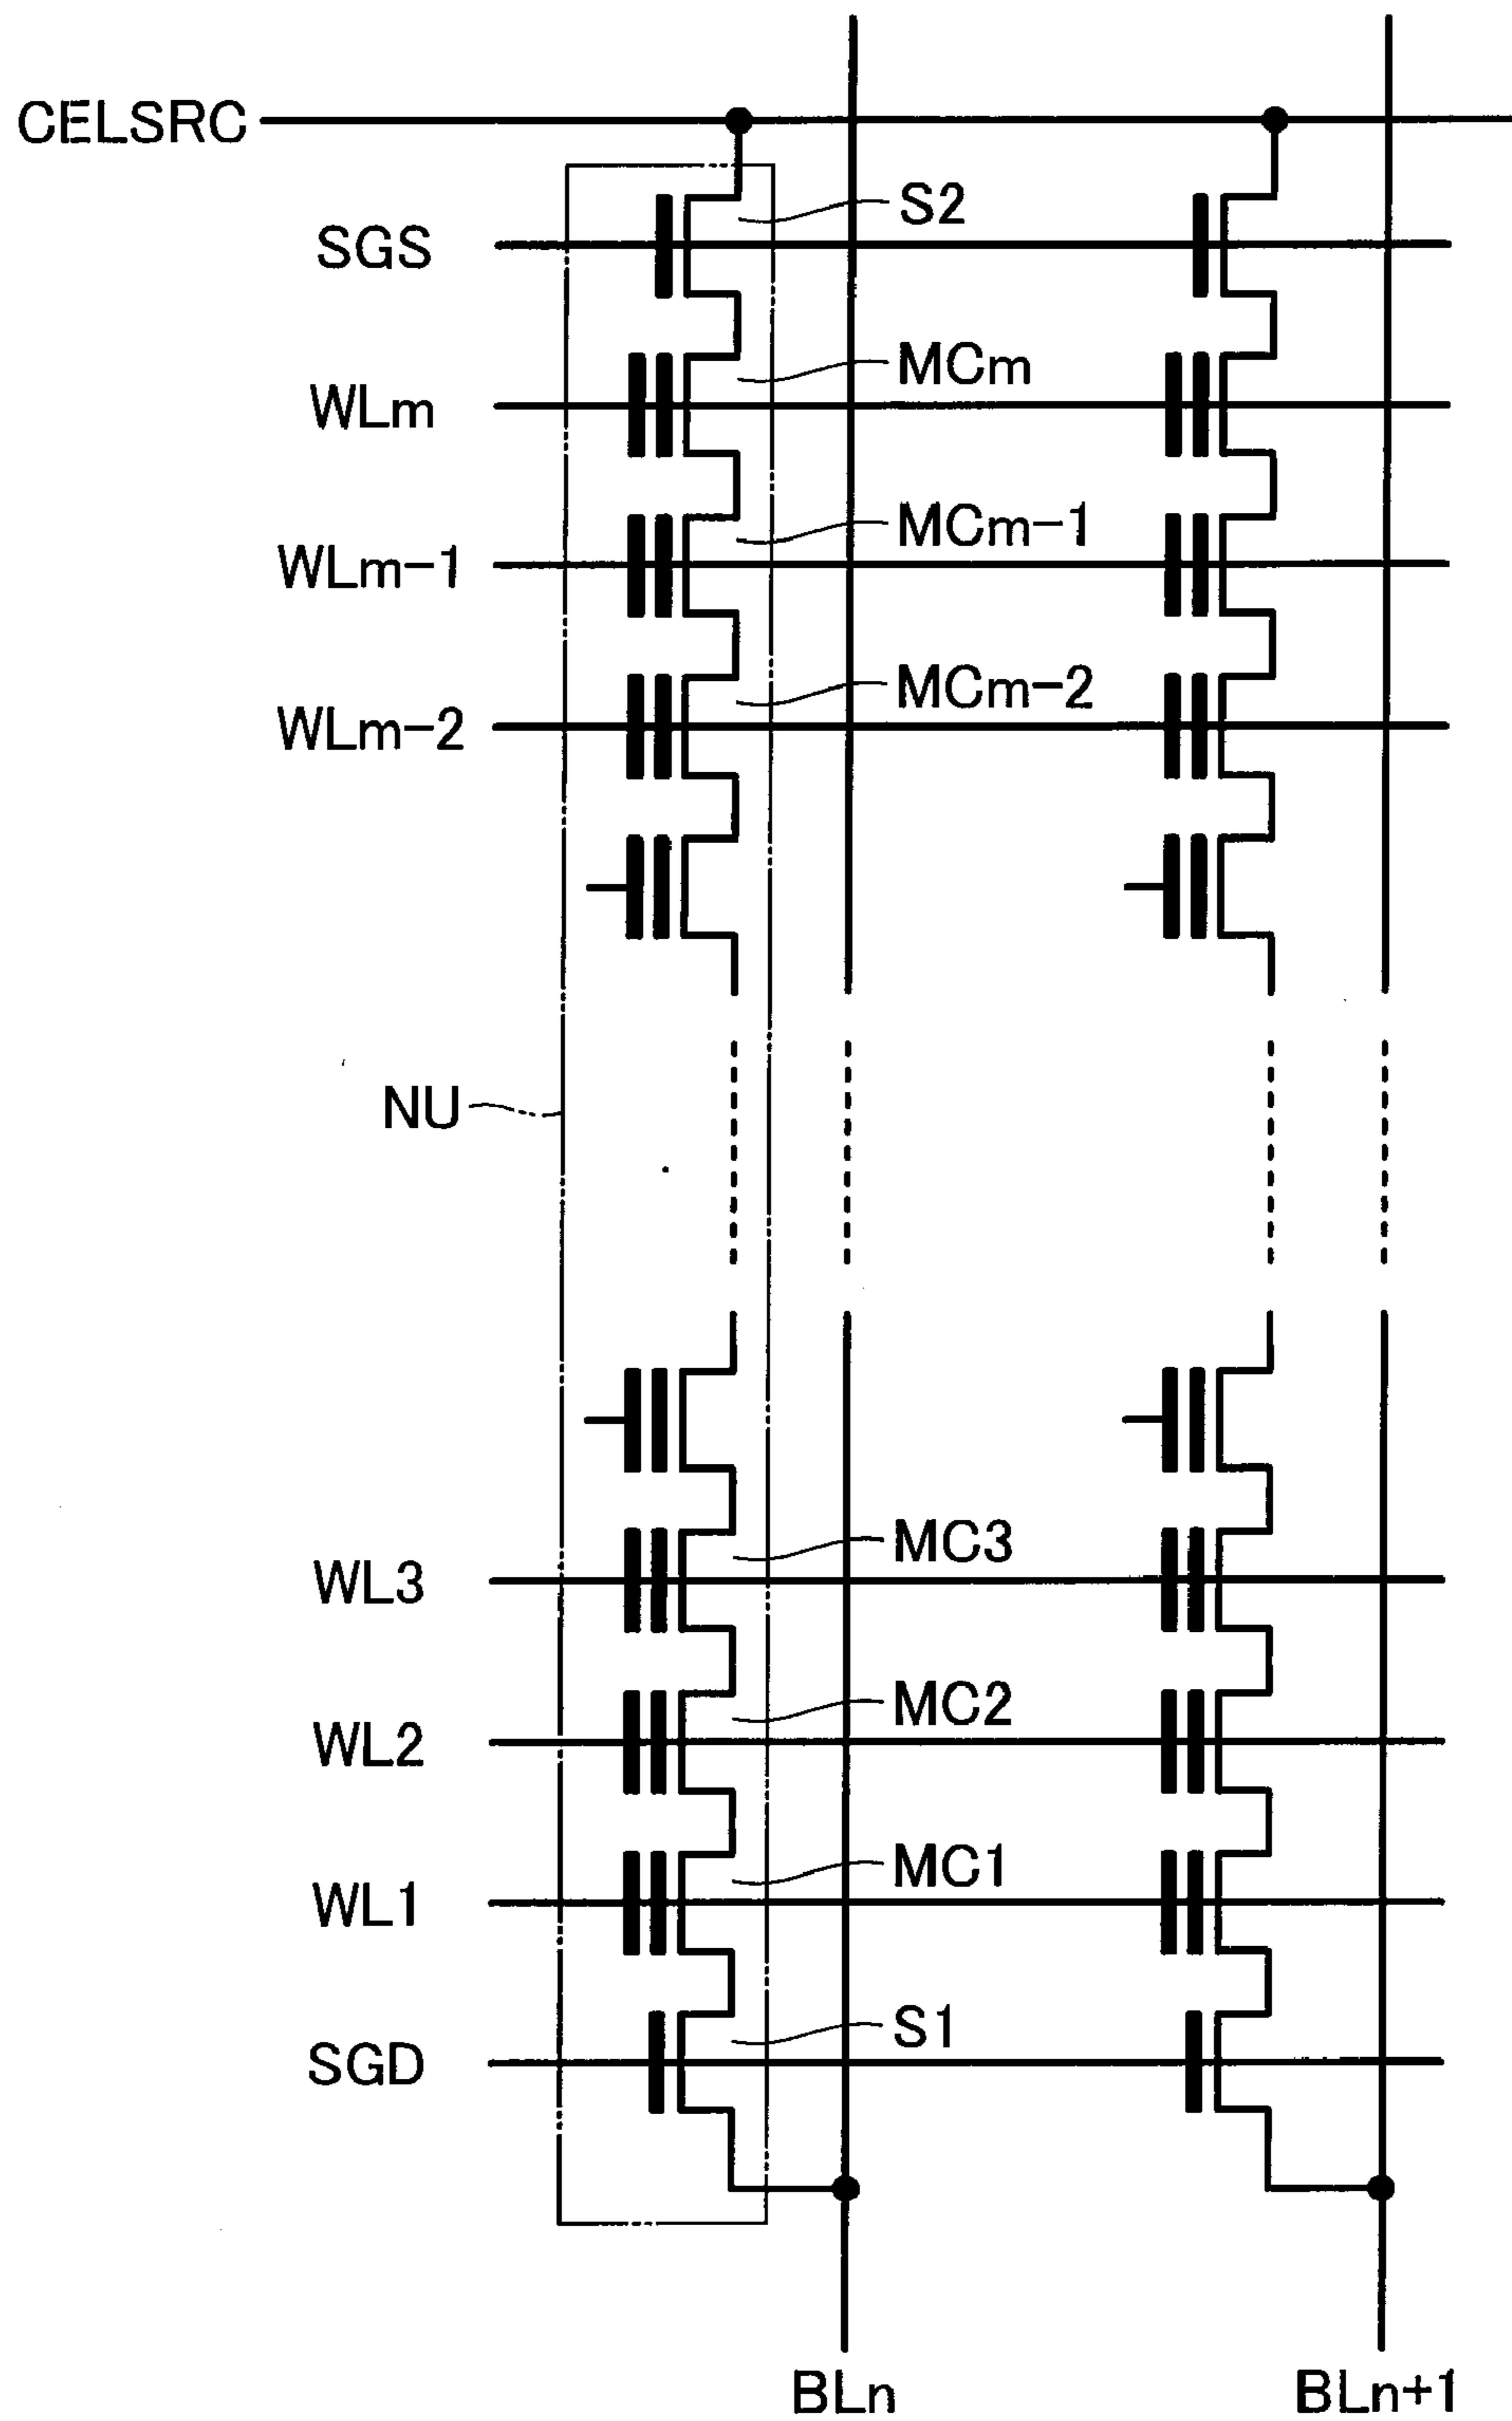 CELSRC
SGS
S2
WLm
MCm
WLm-1
MCm-1
WLm-2
MCm-2
NU
WL3
MC3
WL2
MC2
WL1
MC1
SGD
S1
BLn
BLn+1